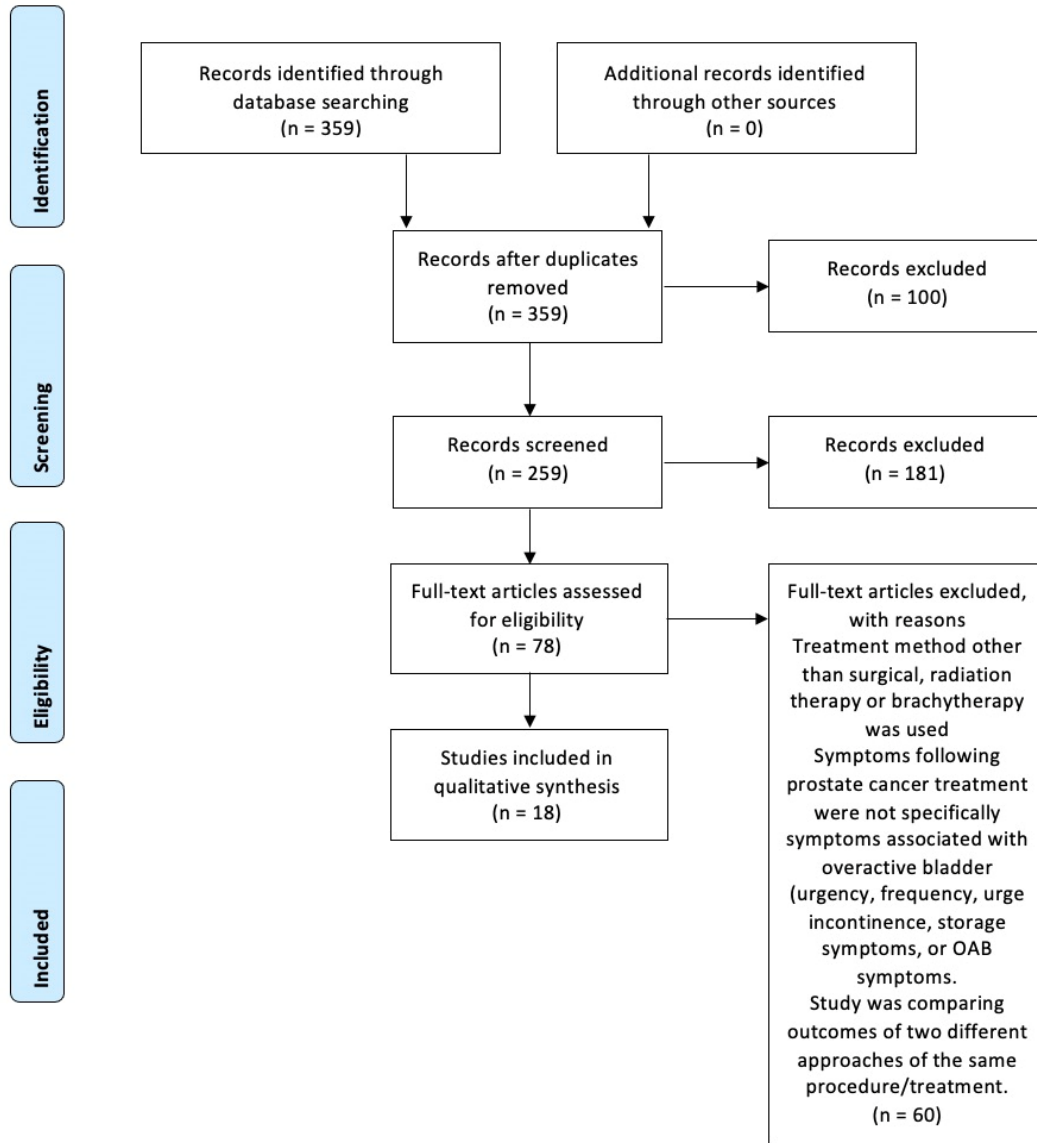 Identification
Records identified through
database searching
(n = 359)
Additional records identified
through other sources
(n = 0)
Records after duplicates
removed
(n = 359)
Records excluded
(n = 100)
Screening
Records screened
(n = 259)
Records excluded
(n = 181)
Eligibility
Full-text articles assessed
for eligibility
(n = 78)
Full-text articles excluded,
with reasons
Treatment method other
than surgical, radiation
therapy or brachytherapy
was used
Symptoms following
prostate cancer treatment
were not specifically
symptoms associated with
overactive bladder
(urgency, frequency, urge
incontinence, storage
symptoms, or OAB
symptoms.
Study was comparing
outcomes of two different
approaches of the same
procedure/treatment.
(n = 60)
Included
Studies included in
qualitative synthesis
(n = 18)